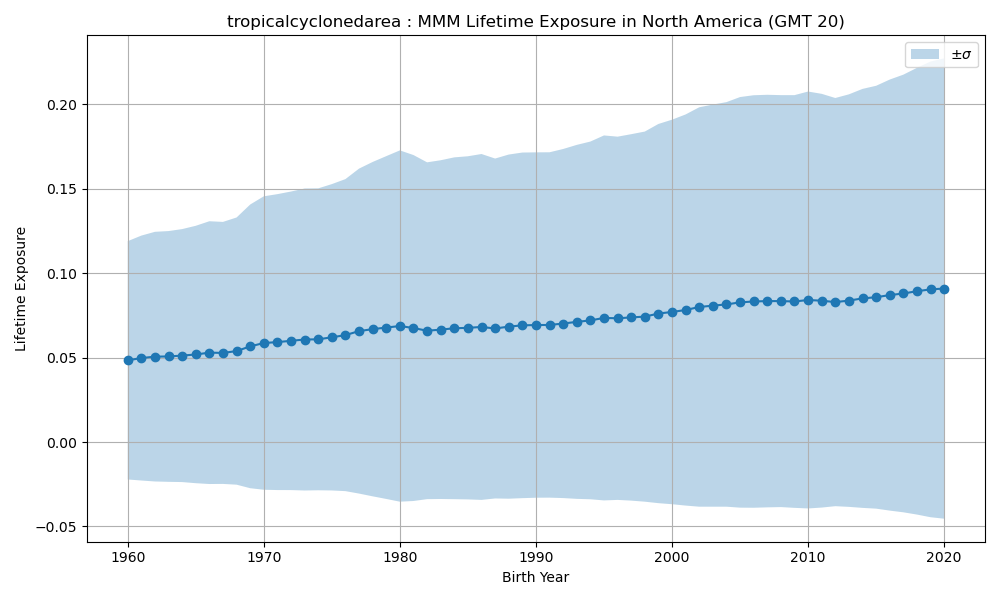 tropicalcyclonedarea : MMM Lifetime Exposure in North America (GMT 20)
±σ
0.20
0.15
0.10
0.05
0.00
−0.05
Lifetime Exposure
1960 1970 1980 1990 2000 2010 2020
Birth Year